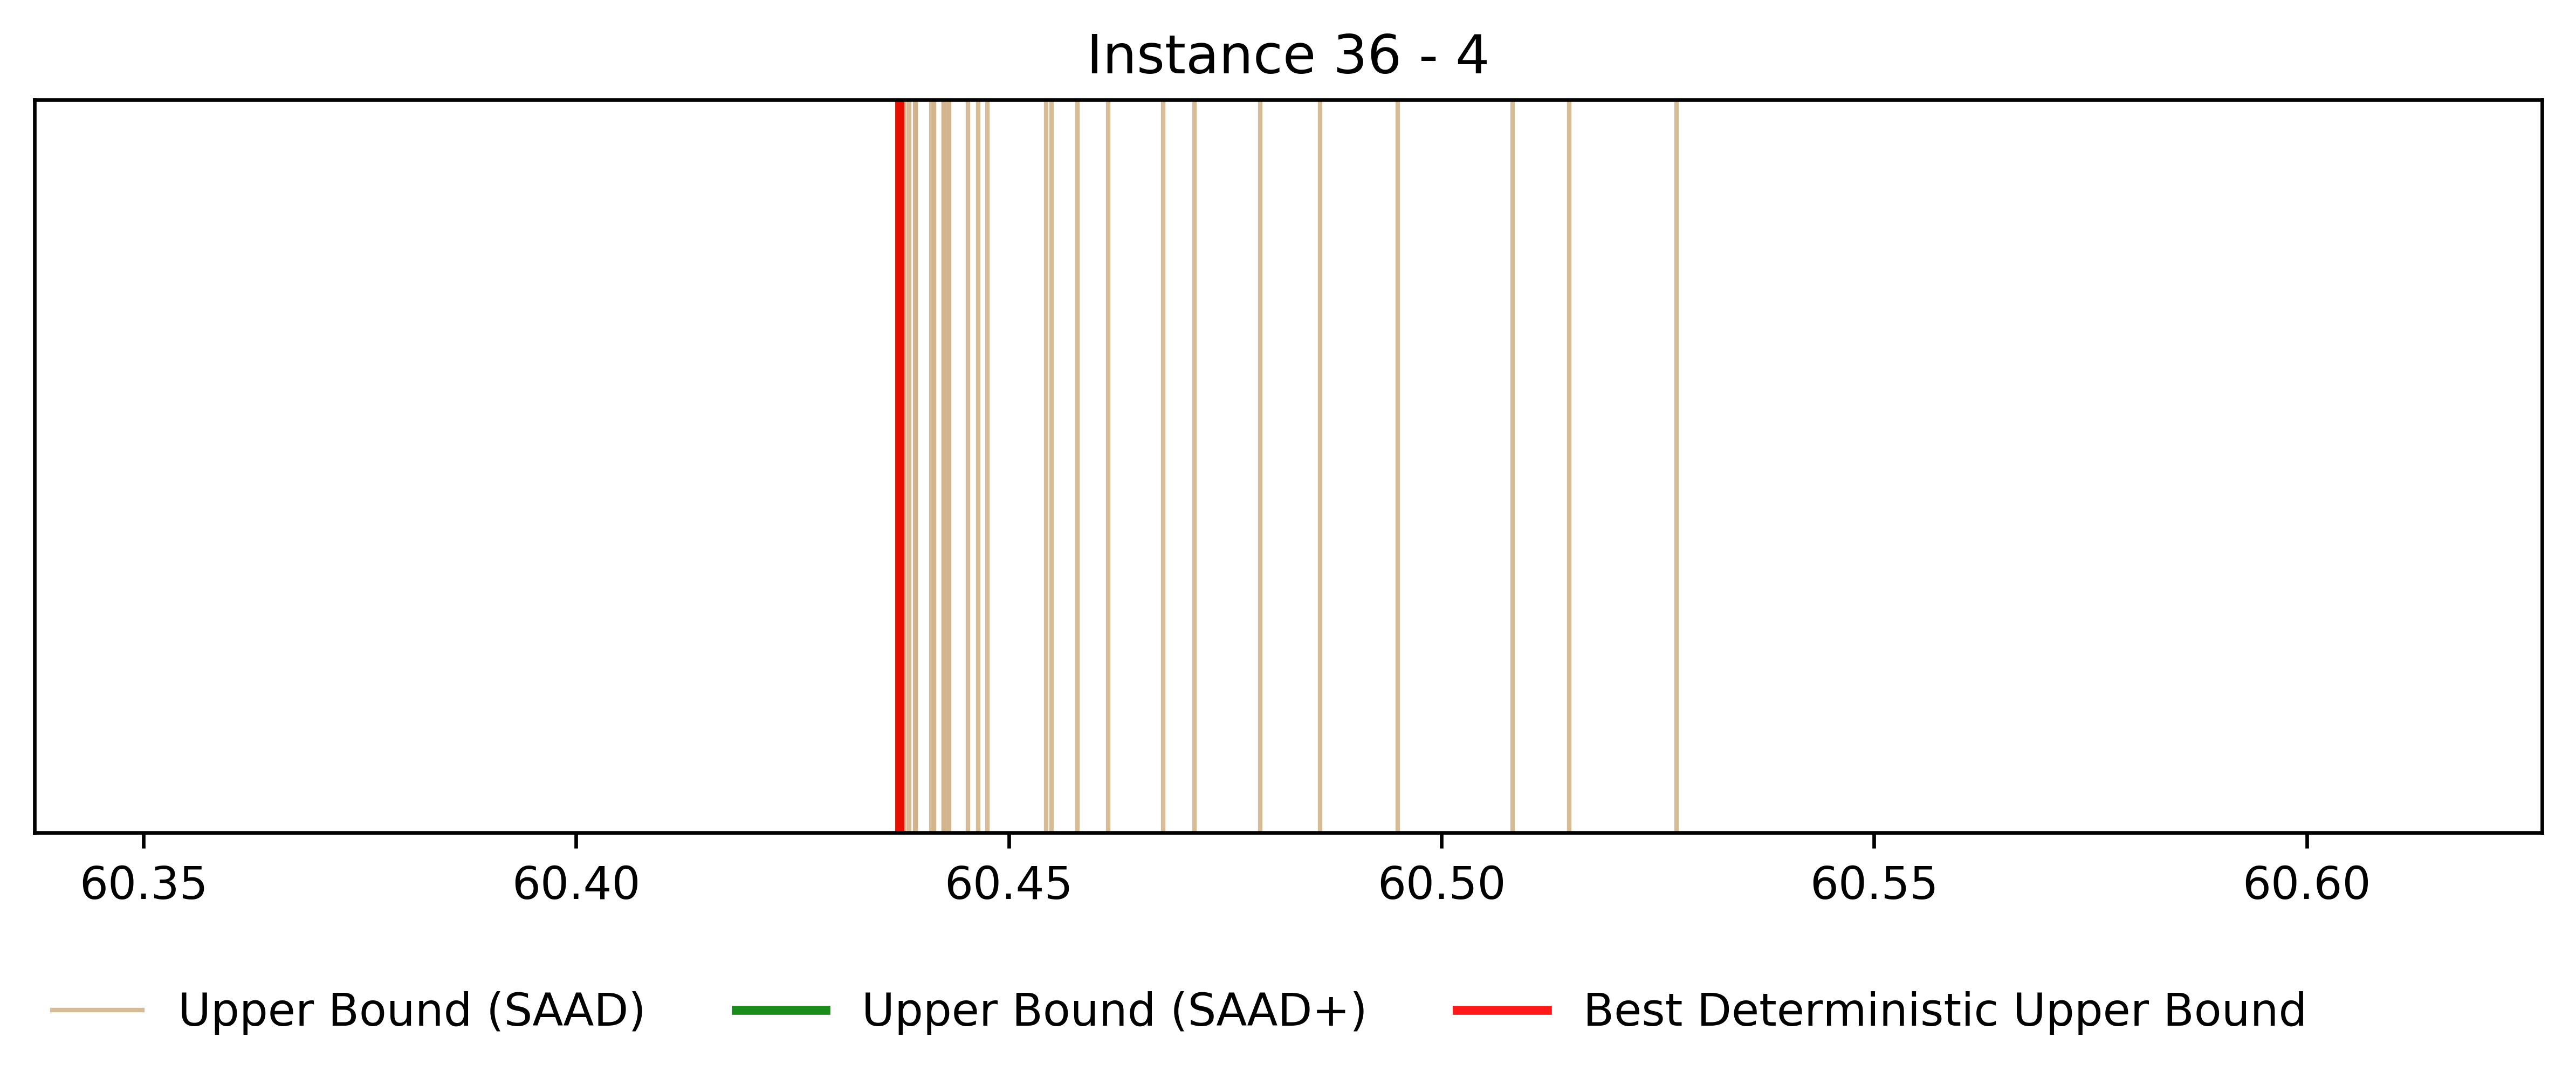 Instance 36 - 4
60.35 60.40 60.45 60.50 60.55 60.60
Upper Bound (SAAD) Upper Bound (SAAD+) Best Deterministic Upper Bound